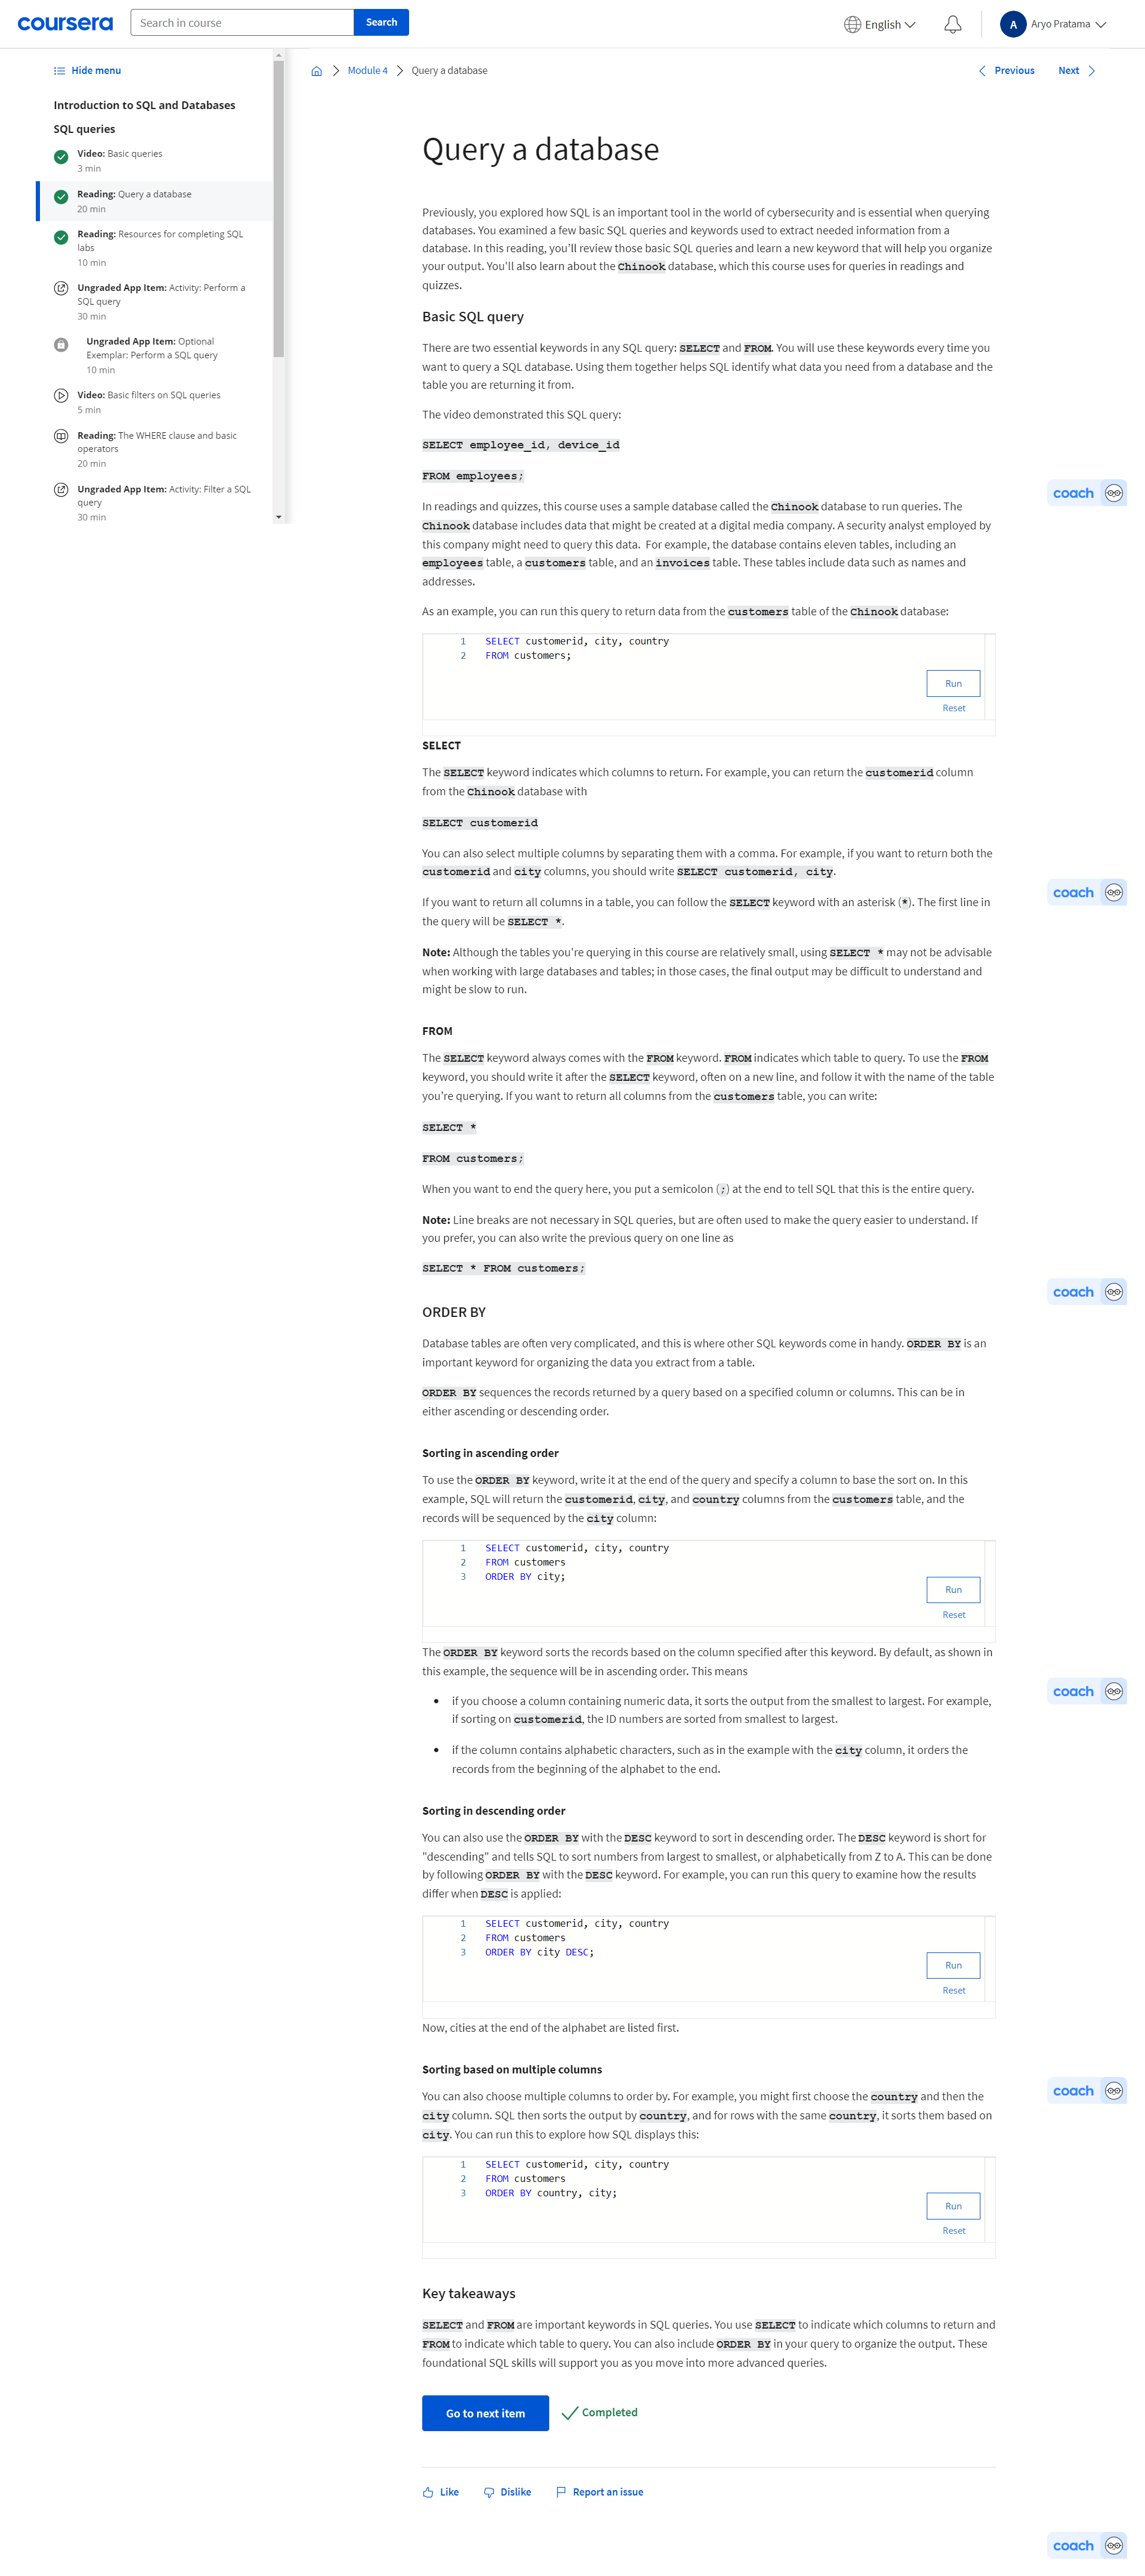 coursera
Search in course
Search
English
A
Aryo Pratama
Hide menu
Module 4
Query a database
Previous
Next
Introduction to SQL and Databases
SQL queries
Video: Basic queries
3 min
Reading: Query a database
20 min
Reading: Resources for completing SQL
labs
10 min
Ungraded App Item: Activity: Perform a
SQL query
30 min
Ungraded App Item: Optional
Exemplar: Perform a SQL query
10 min
Video: Basic filters on SQL queries
5 min
Reading: The WHERE clause and basic
operators
20 min
Ungraded App Item: Activity: Filter a SQL
query
30 min
Query a database
Previously, you explored how SQL is an important tool in the world of cybersecurity and is essential when querying
databases. You examined a few basic SQL queries and keywords used to extract needed information from a
database. In this reading, you’ll review those basic SQL queries and learn a new keyword that will help you organize
your output. You'll also learn about the Chinook database, which this course uses for queries in readings and
quizzes.
Basic SQL query
There are two essential keywords in any SQL query: SELECT and FROM. You will use these keywords every time you
want to query a SQL database. Using them together helps SQL identify what data you need from a database and the
table you are returning it from.
The video demonstrated this SQL query:
SELECT employee_id, device_id
FROM employees;
In readings and quizzes, this course uses a sample database called the Chinook database to run queries. The
Chinook database includes data that might be created at a digital media company. A security analyst employed by
this company might need to query this data. For example, the database contains eleven tables, including an
employees table, a customers table, and an invoices table. These tables include data such as names and
addresses.
As an example, you can run this query to return data from the customers table of the Chinook database:
1 SELECT customerid, city, country
2 FROM customers;
Run
Reset
SELECT
The SELECT keyword indicates which columns to return. For example, you can return the customerid column
from the Chinook database with
SELECT customerid
You can also select multiple columns by separating them with a comma. For example, if you want to return both the
customerid and city columns, you should write SELECT customerid, city.
If you want to return all columns in a table, you can follow the SELECT keyword with an asterisk (*). The first line in
the query will be SELECT *.
Note: Although the tables you're querying in this course are relatively small, using SELECT * may not be advisable
when working with large databases and tables; in those cases, the final output may be difficult to understand and
might be slow to run.
FROM
The SELECT keyword always comes with the FROM keyword. FROM indicates which table to query. To use the FROM
keyword, you should write it after the SELECT keyword, often on a new line, and follow it with the name of the table
you’re querying. If you want to return all columns from the customers table, you can write:
SELECT *
FROM customers;
When you want to end the query here, you put a semicolon (;) at the end to tell SQL that this is the entire query.
Note: Line breaks are not necessary in SQL queries, but are often used to make the query easier to understand. If
you prefer, you can also write the previous query on one line as
SELECT * FROM customers;
ORDER BY
Database tables are often very complicated, and this is where other SQL keywords come in handy. ORDER BY is an
important keyword for organizing the data you extract from a table.
ORDER BY sequences the records returned by a query based on a specified column or columns. This can be in
either ascending or descending order.
Sorting in ascending order
To use the ORDER BY keyword, write it at the end of the query and specify a column to base the sort on. In this
example, SQL will return the customerid, city, and country columns from the customers table, and the
records will be sequenced by the city column:
1 SELECT customerid, city, country
2 FROM customers
3 ORDER BY city;
Run
Reset
The ORDER BY keyword sorts the records based on the column specified after this keyword. By default, as shown in
this example, the sequence will be in ascending order. This means
• if you choose a column containing numeric data, it sorts the output from the smallest to largest. For example,
if sorting on customerid, the ID numbers are sorted from smallest to largest.
• if the column contains alphabetic characters, such as in the example with the city column, it orders the
records from the beginning of the alphabet to the end.
Sorting in descending order
You can also use the ORDER BY with the DESC keyword to sort in descending order. The DESC keyword is short for
"descending" and tells SQL to sort numbers from largest to smallest, or alphabetically from Z to A. This can be done
by following ORDER BY with the DESC keyword. For example, you can run this query to examine how the results
differ when DESC is applied:
1 SELECT customerid, city, country
2 FROM customers
3 ORDER BY city DESC;
Run
Reset
Now, cities at the end of the alphabet are listed first.
Sorting based on multiple columns
You can also choose multiple columns to order by. For example, you might first choose the country and then the
city column. SQL then sorts the output by country, and for rows with the same country, it sorts them based on
city. You can run this to explore how SQL displays this:
1 SELECT customerid, city, country
2 FROM customers
3 ORDER BY country, city;
Run
Reset
Key takeaways
SELECT and FROM are important keywords in SQL queries. You use SELECT to indicate which columns to return and
FROM to indicate which table to query. You can also include ORDER BY in your query to organize the output. These
foundational SQL skills will support you as you move into more advanced queries.
Go to next item
Completed
Like
Dislike
Report an issue
coach
coach
coach
coach
coach
coach